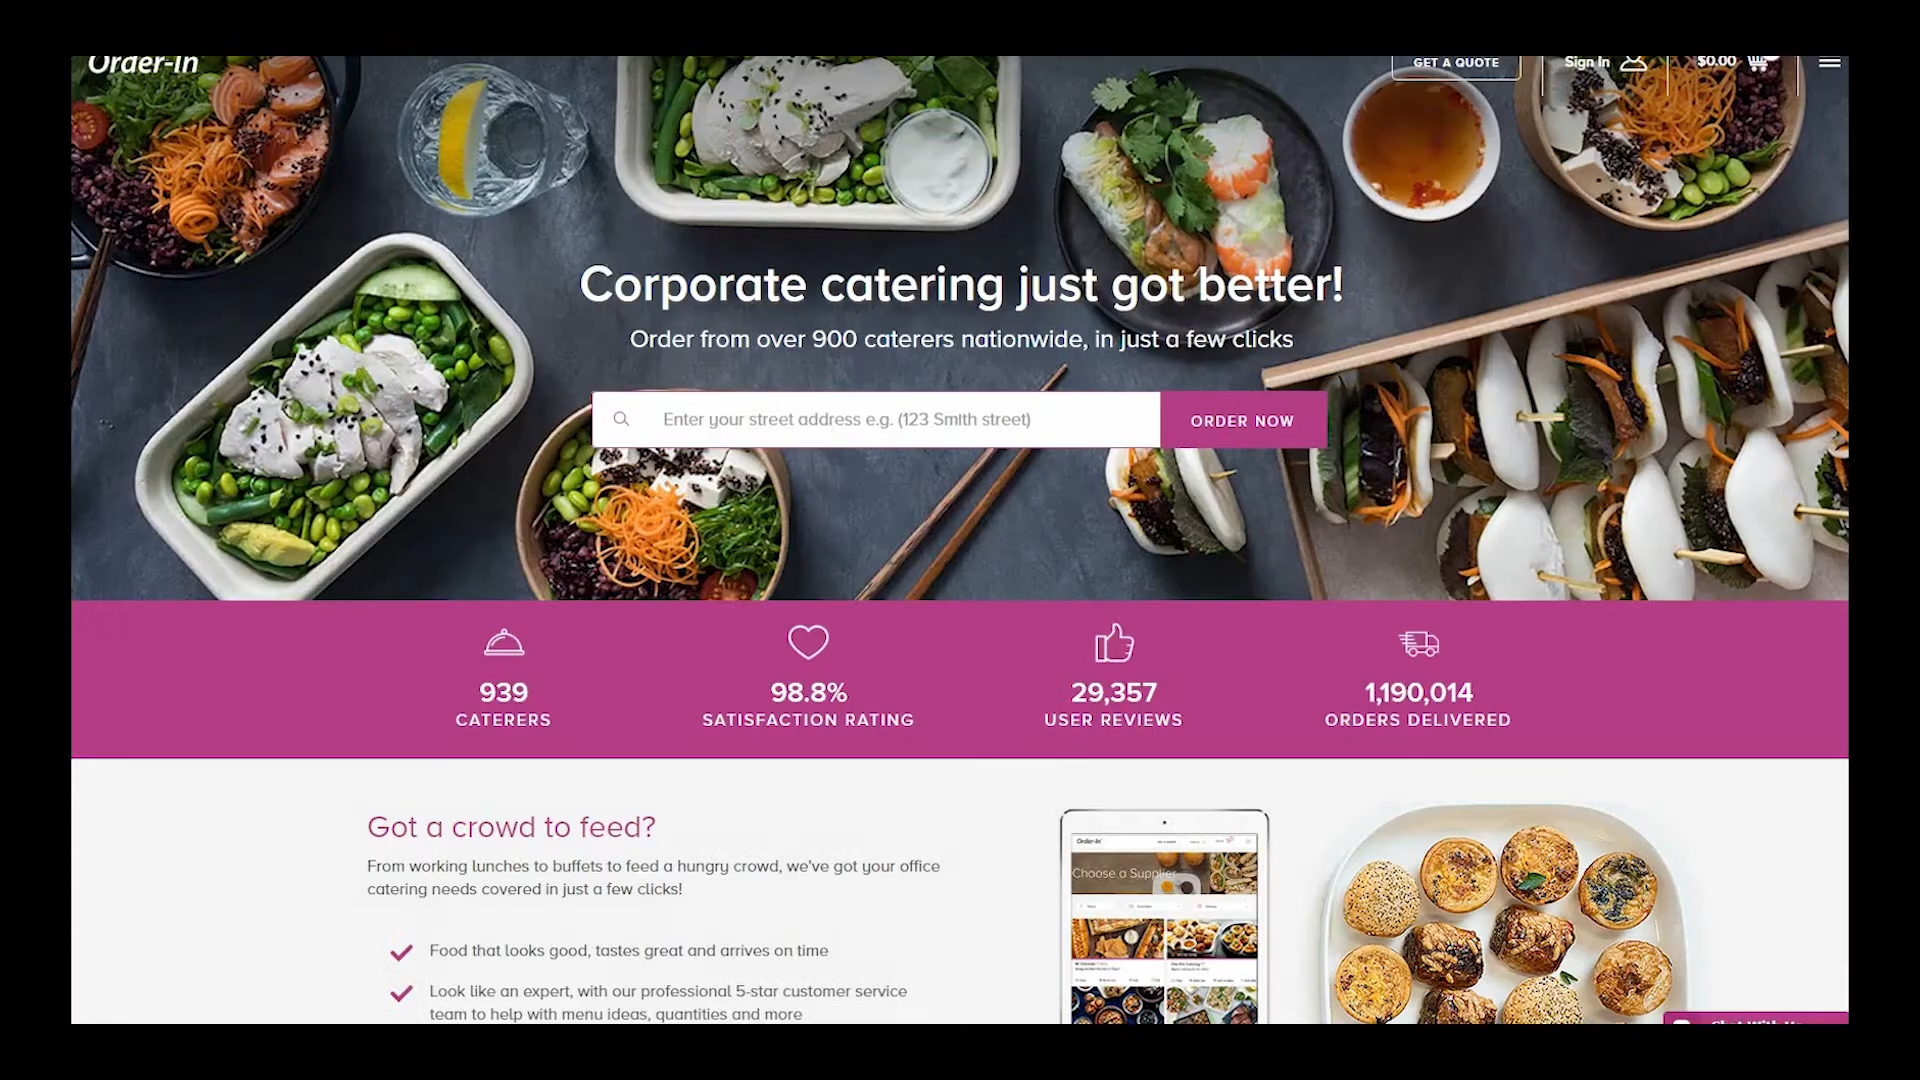 Order-In
GET A QUOTE
Sign In
$0.00
Corporate catering just got better!
Order from over 900 caterers nationwide, in just a few clicks
Enter your street address e.g. (123 Smith street)
ORDER NOW
939
CATERERS
98.8%
SATISFACTION RATING
29,357
USER REVIEWS
1,190,014
ORDERS DELIVERED
Got a crowd to feed?
From working lunches to buffets to feed a hungry crowd, we've got your office
catering needs covered in just a few clicks!
Food that looks good, tastes great and arrives on time
Look like an expert, with our professional 5-star customer service
team to help with menu ideas, quantities and more
Order-In
Choose a Supplier